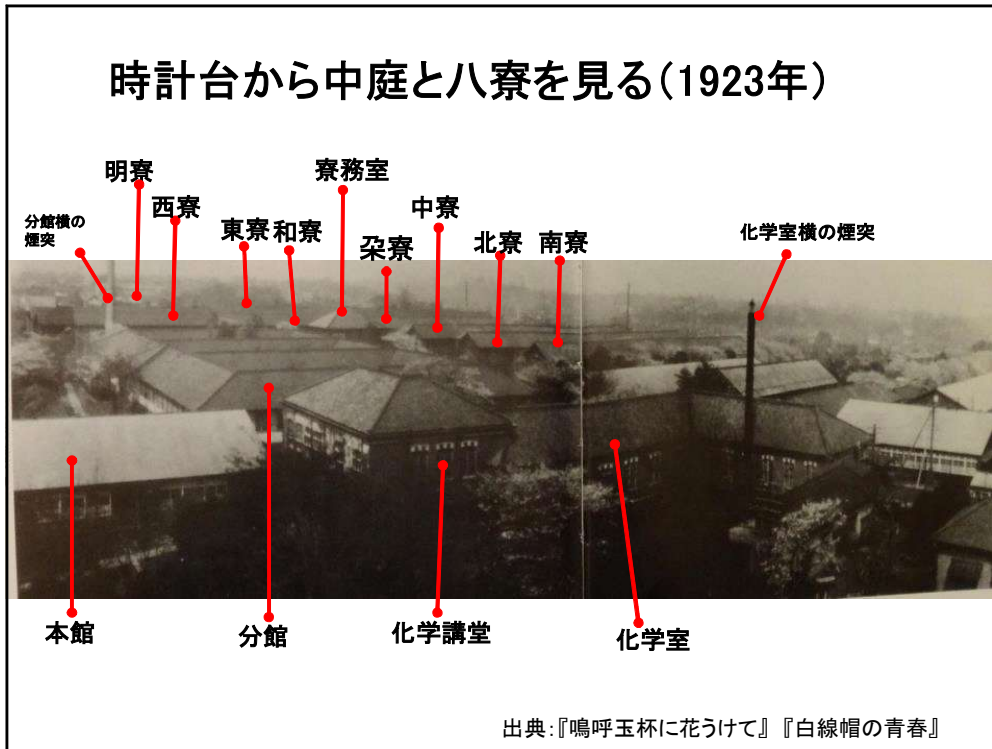 時計台から中庭と八寮を見る(1923年)
明寮
寮務室
西寮
中寮
分館横の
煙突
東寮
和寮
朶寮
北寮
南寮
化学室横の煙突
本館
分館
化学講堂
化学室
出典:『嗚呼玉杯に花うけて』 『白線帽の青春』